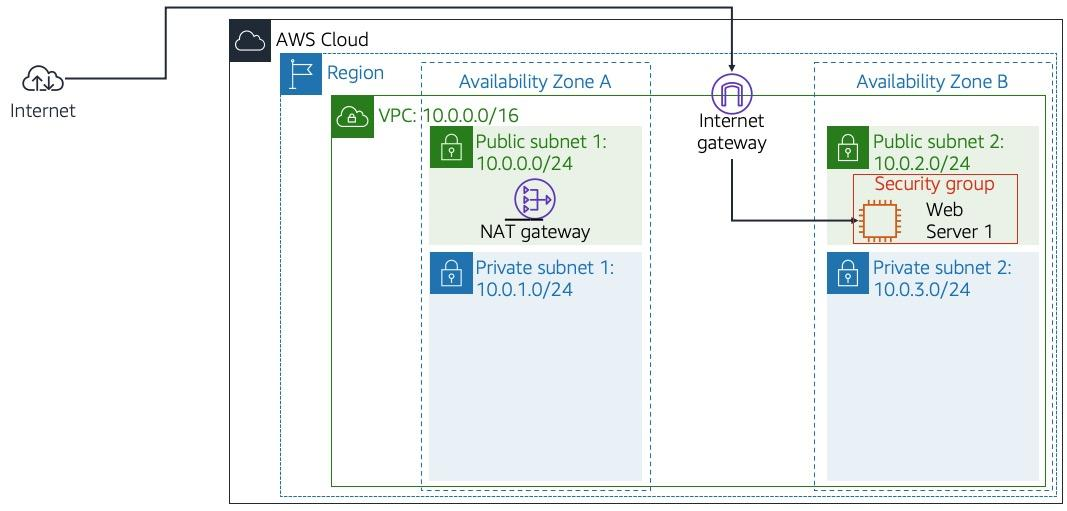 AWS Cloud
Region
Internet
Availability Zone A
Availability Zone B
VPC: 10.0.0.0/16
Internet
gateway
Public subnet 1:
10.0.0.0/24
NAT gateway
Public subnet 2:
10.0.2.0/24
Security group
Web
Server 1
Private subnet 1:
10.0.1.0/24
Private subnet 2:
10.0.3.0/24